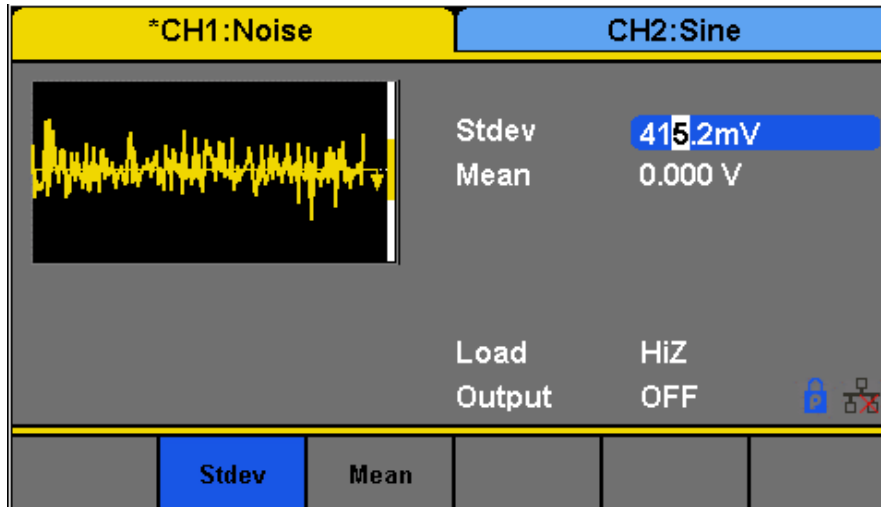 *CH1:Noise
CH2:Sine
Stdev 415.2mV
Mean 0.000 V
Load HiZ
Output OFF
P
Stdev Mean